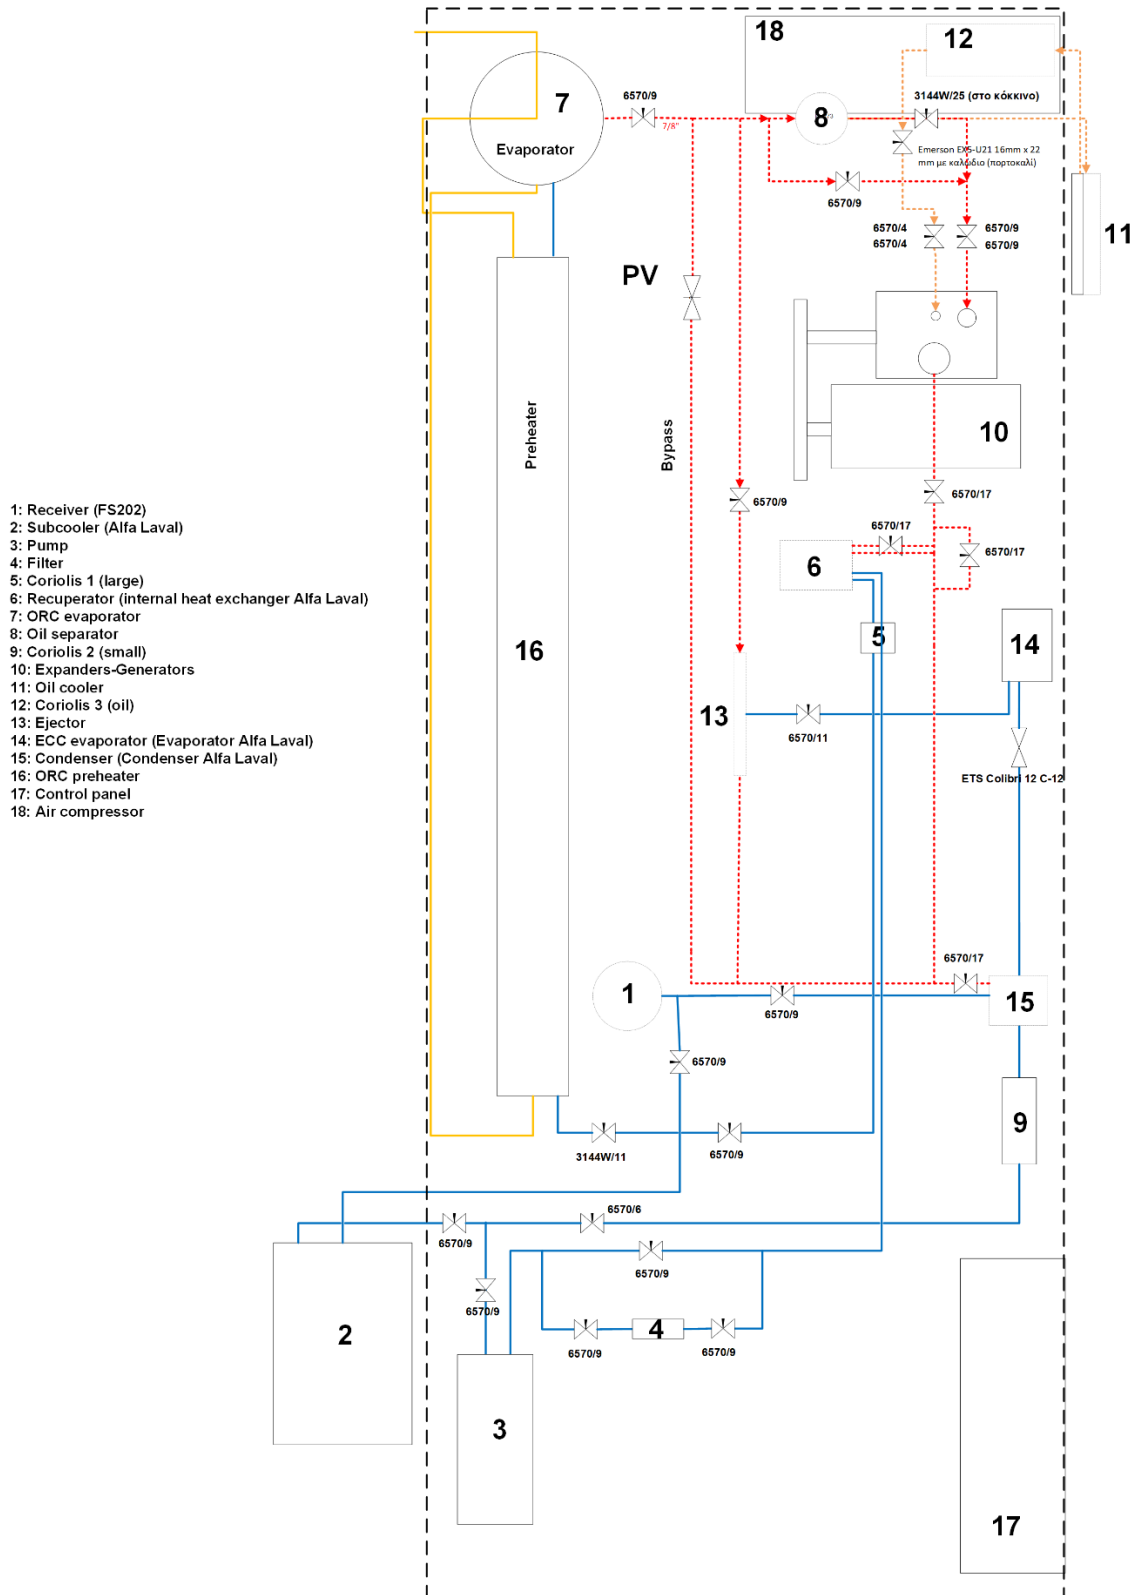 18
12
7
6570/9
3144W/25 (στο κόκκινο)
8
7/8"
Evaporator
Emerson EX5-U21 16mm x 22
mm με καλώδιο (πορτοκαλί)
6570/9
6570/4
6570/4
6570/9
6570/9
11
PV
Preheater
Bypass
10
6570/9
6570/17
1: Receiver (FS202)
2: Subcooler (Alfa Laval)
3: Pump
4: Filter
5: Coriolis 1 (large)
6: Recuperator (internal heat exchanger Alfa Laval)
7: ORC evaporator
8: Oil separator
9: Coriolis 2 (small)
10: Expanders-Generators
11: Oil cooler
12: Coriolis 3 (oil)
13: Ejector
14: ECC evaporator (Evaporator Alfa Laval)
15: Condenser (Condenser Alfa Laval)
16: ORC preheater
17: Control panel
18: Air compressor
6570/17
6570/17
6
5
14
16
13
6570/11
ETS Colibri 12 C-12
6570/17
1
15
6570/9
6570/9
9
3144W/11
6570/9
6570/6
6570/9
6570/9
6570/9
2
4
6570/9
6570/9
3
17